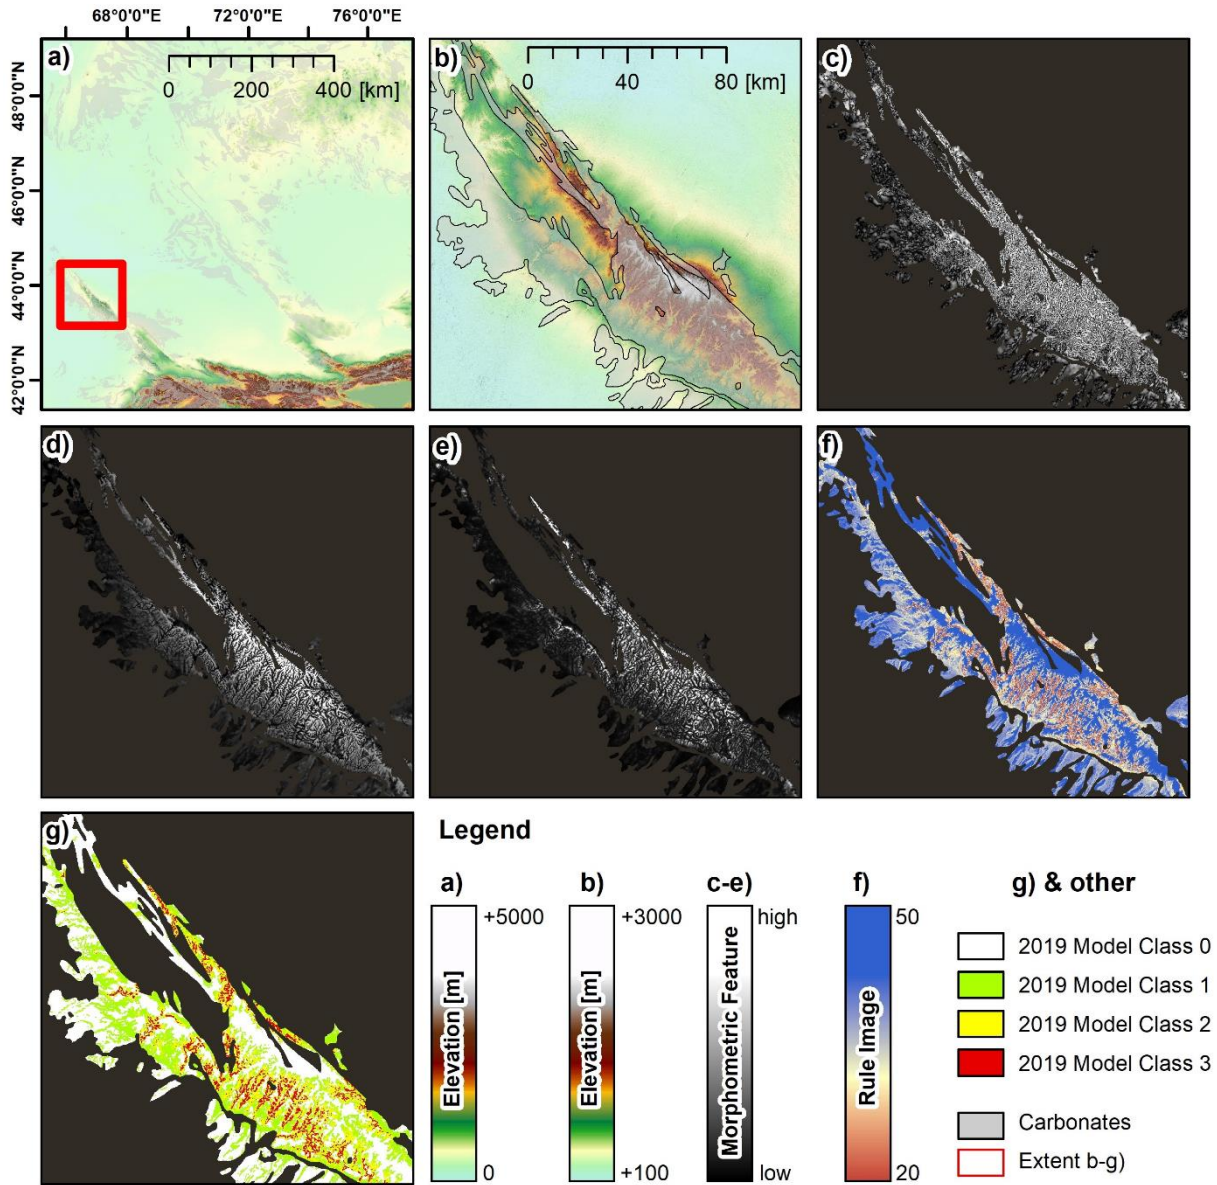 68°0'0"E 72°0'0"E 76°0'0"E
48°0'0"N
46°0'0"N
44°0'0"N
42°0'0"N
a)
0 200 400 [km]
b)
0 40 80 [km]
c)
d)
e)
f)
g)
Legend
a)
+5000
Elevation [m]
0
b)
+3000
Elevation [m]
+100
c-e)
high
Morphometric Feature
low
f)
50
Rule Image
20
g) & other
2019 Model Class 0
2019 Model Class 1
2019 Model Class 2
2019 Model Class 3
Carbonates
Extent b-g)